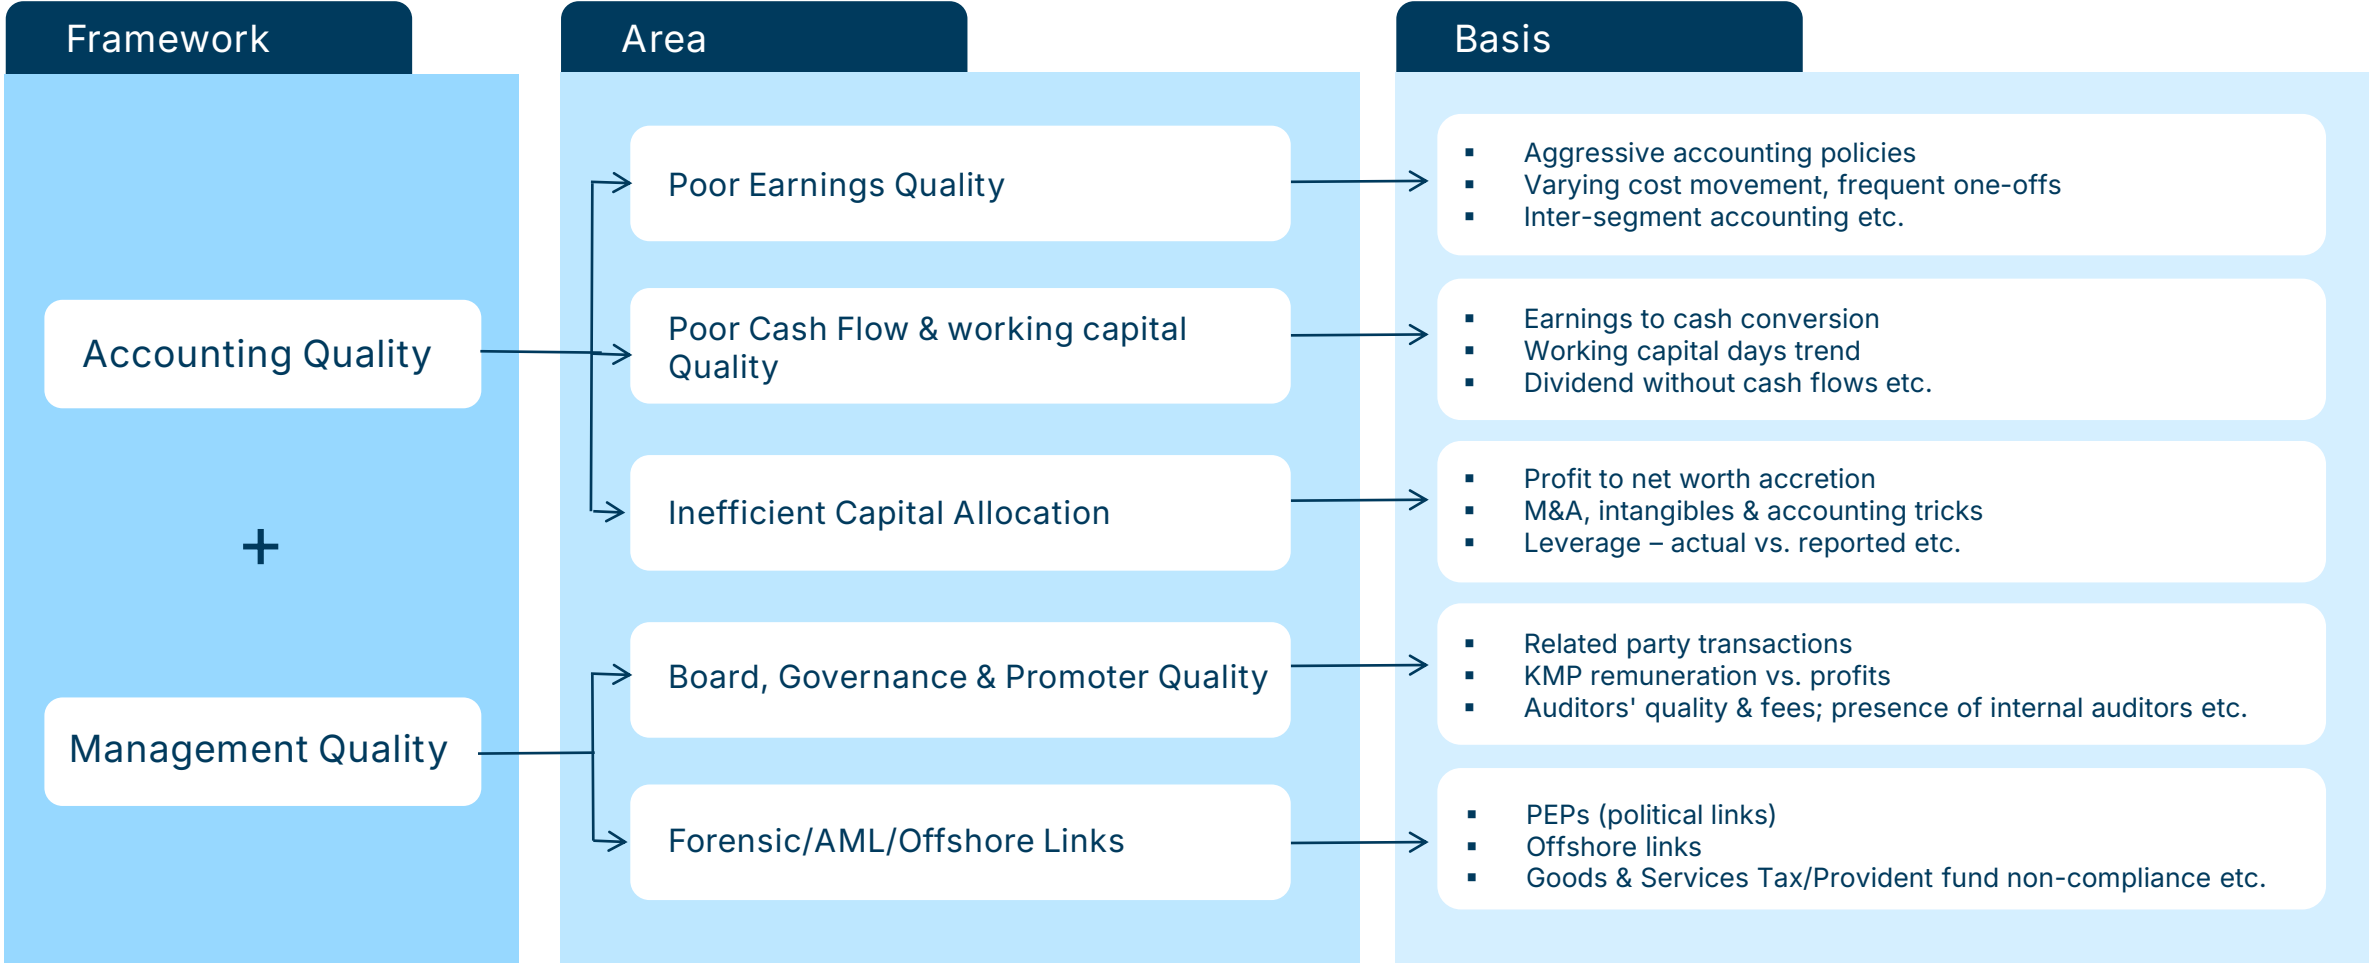 Framework
Area
Basis
Accounting Quality
+
Management Quality
Poor Earnings Quality
Poor Cash Flow & working capital
Quality
Inefficient Capital Allocation
Board, Governance & Promoter Quality
Forensic/AML/Offshore Links
▪ Aggressive accounting policies
▪ Varying cost movement, frequent one-offs
▪ Inter-segment accounting etc.
▪ Earnings to cash conversion
▪ Working capital days trend
▪ Dividend without cash flows etc.
▪ Profit to net worth accretion
▪ M&A, intangibles & accounting tricks
▪ Leverage – actual vs. reported etc.
▪ Related party transactions
▪ KMP remuneration vs. profits
▪ Auditors' quality & fees; presence of internal auditors etc.
▪ PEPs (political links)
▪ Offshore links
▪ Goods & Services Tax/Provident fund non-compliance etc.